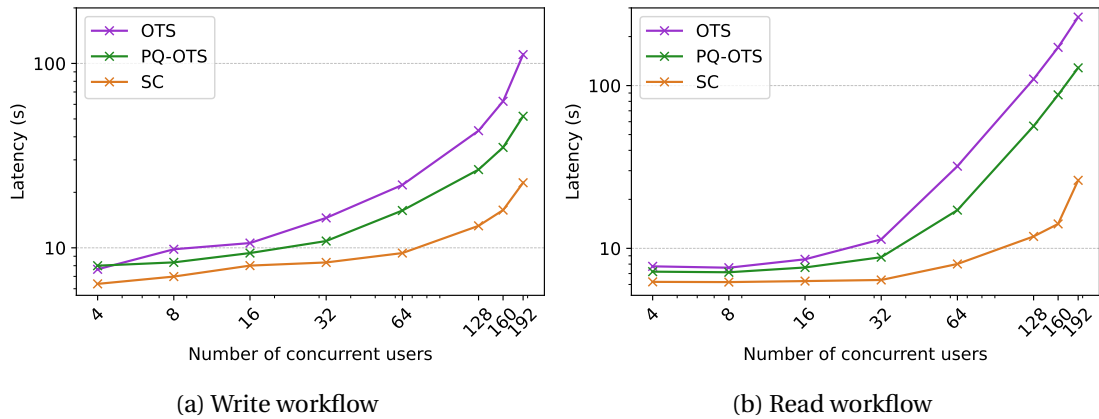 OTS
PQ-OTS
SC
100
10
Latency (s)
4 8 16 32 64 128 160 192
Number of concurrent users
(a) Write workflow
OTS
PQ-OTS
SC
100
10
Latency (s)
4 8 16 32 64 128 160 192
Number of concurrent users
(b) Read workflow